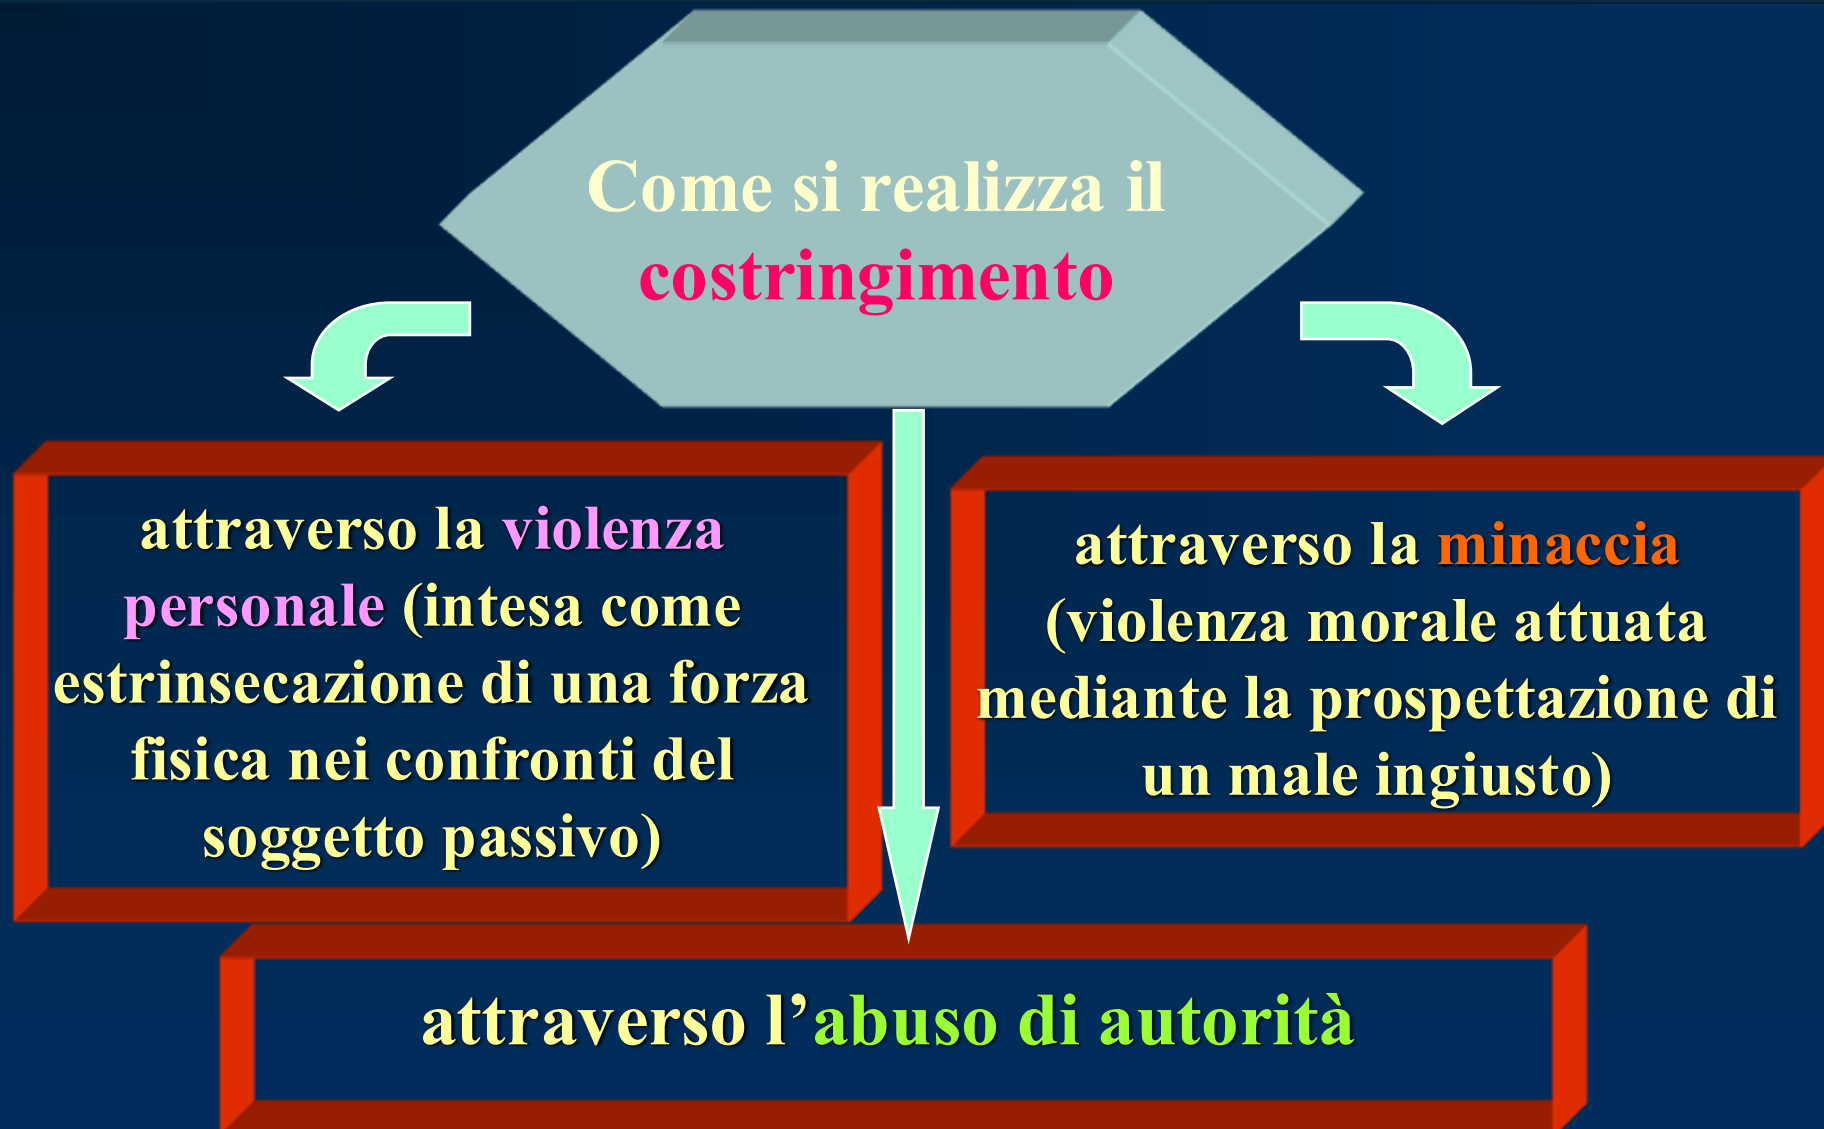 Come si realizza il
costringimento
attraverso la violenza
personale (intesa come
estrinsecazione di una forza
fisica nei confronti del
soggetto passivo)
attraverso la minaccia
(violenza morale attuata
mediante la prospettazione di
un male ingiusto)
attraverso l’abuso di autorità